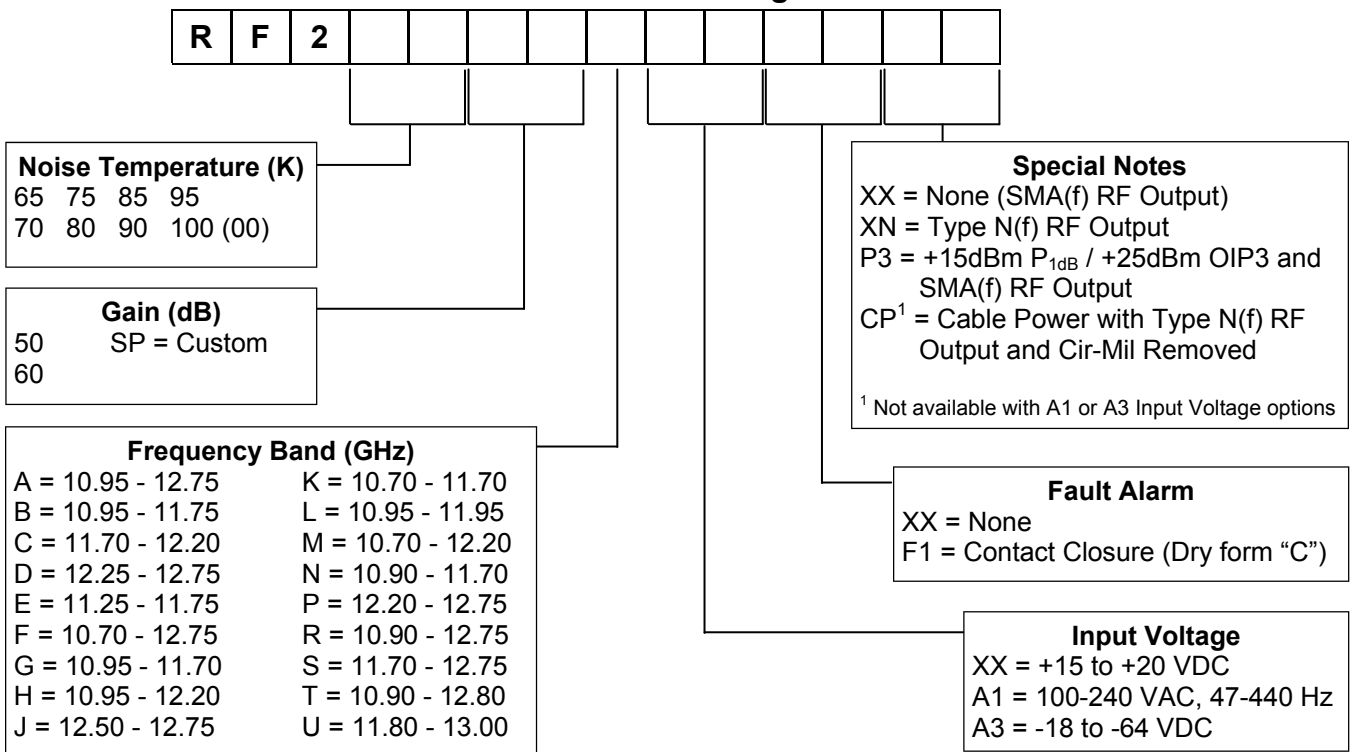 R F 2
Noise Temperature (K)
65 75 85 95
70 80 90 100 (00)
Gain (dB)
50 SP = Custom
60
Frequency Band (GHz)
A = 10.95 - 12.75 K = 10.70 - 11.70
B = 10.95 - 11.75 L = 10.95 - 11.95
C = 11.70 - 12.20 M = 10.70 - 12.20
D = 12.25 - 12.75 N = 10.90 - 11.70
E = 11.25 - 11.75 P = 12.20 - 12.75
F = 10.70 - 12.75 R = 10.90 - 12.75
G = 10.95 - 11.70 S = 11.70 - 12.75
H = 10.95 - 12.20 T = 10.90 - 12.80
J = 12.50 - 12.75 U = 11.80 - 13.00
Special Notes
XX = None (SMA(f) RF Output)
XN = Type N(f) RF Output
P3 = +15dBm P1dB / +25dBm OIP3 and
SMA(f) RF Output
CP¹ = Cable Power with Type N(f) RF
Output and Cir-Mil Removed
¹ Not available with A1 or A3 Input Voltage options
Fault Alarm
XX = None
F1 = Contact Closure (Dry form “C”)
Input Voltage
XX = +15 to +20 VDC
A1 = 100-240 VAC, 47-440 Hz
A3 = -18 to -64 VDC